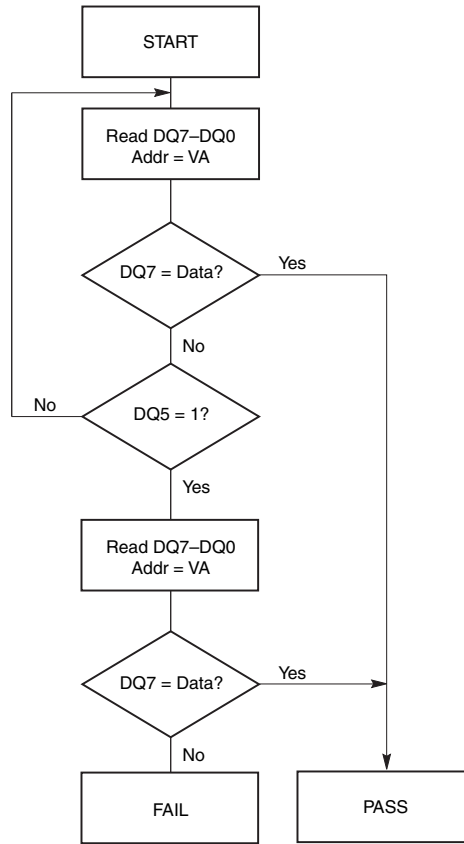 START
Read DQ7–DQ0
Addr = VA
DQ7 = Data?
Yes
No
DQ5 = 1?
No
Yes
Read DQ7–DQ0
Addr = VA
DQ7 = Data?
Yes
No
FAIL
PASS